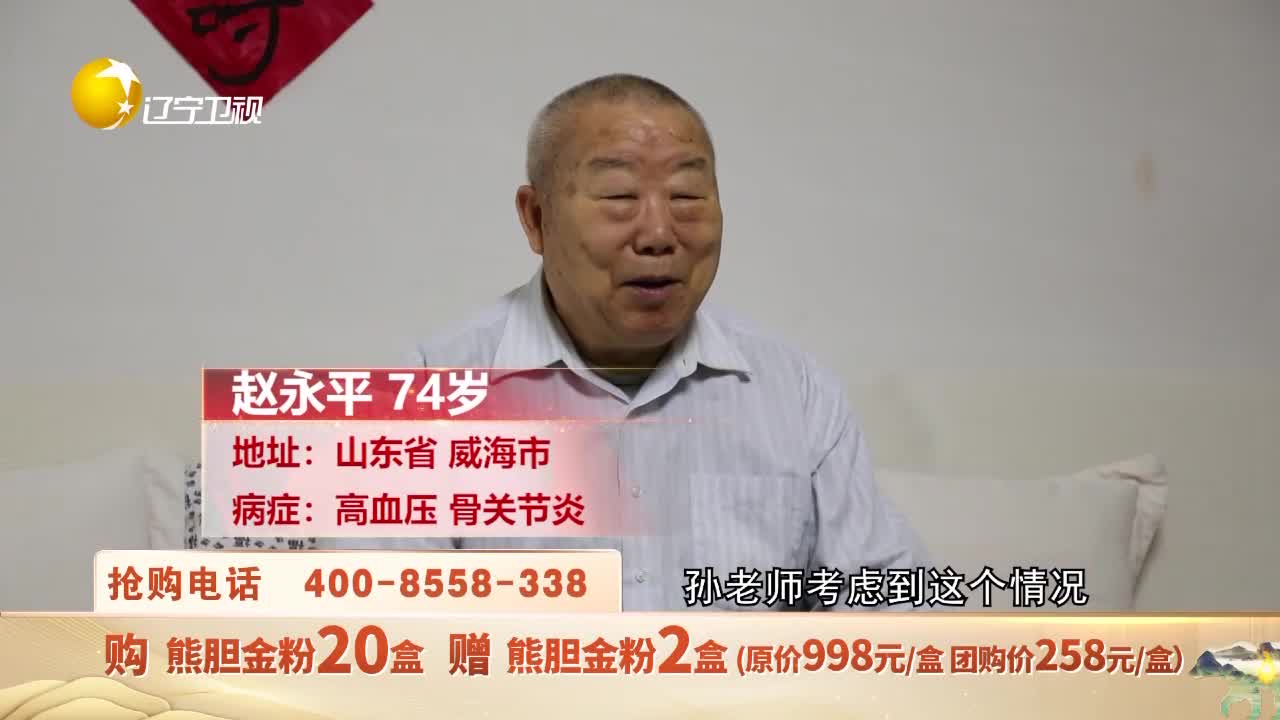 辽宁卫视
赵永平 74岁
地址：山东省 威海市
病症：高血压 骨关节炎
抢购电话 400-8558-338
孙老师考虑到这个情况
购 熊胆金粉20盒 赠 熊胆金粉2盒 (原价998元/盒 团购价258元/盒)